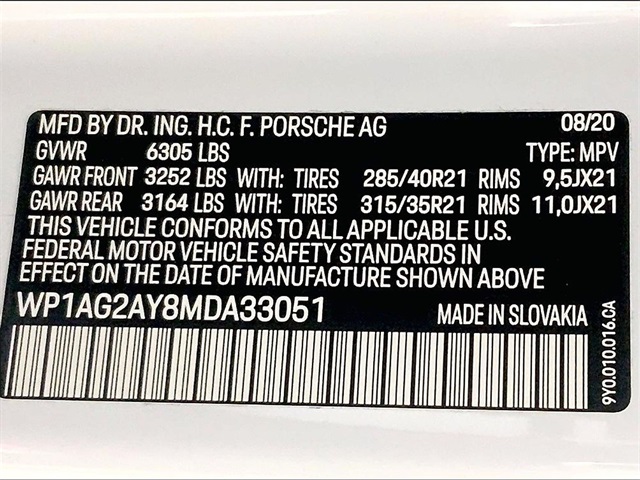 MFD BY DR. ING. H.C. F. PORSCHE AG 08/20
GVWR 6305 LBS TYPE: MPV
GAWR FRONT 3252 LBS WITH: TIRES 285/40R21 RIMS 9,5JX21
GAWR REAR 3164 LBS WITH: TIRES 315/35R21 RIMS 11,0JX21
THIS VEHICLE CONFORMS TO ALL APPLICABLE U.S.
FEDERAL MOTOR VEHICLE SAFETY STANDARDS IN
EFFECT ON THE DATE OF MANUFACTURE SHOWN ABOVE
WP1AG2AY8MDA33051 MADE IN SLOVAKIA
9Y0.010.016.CA